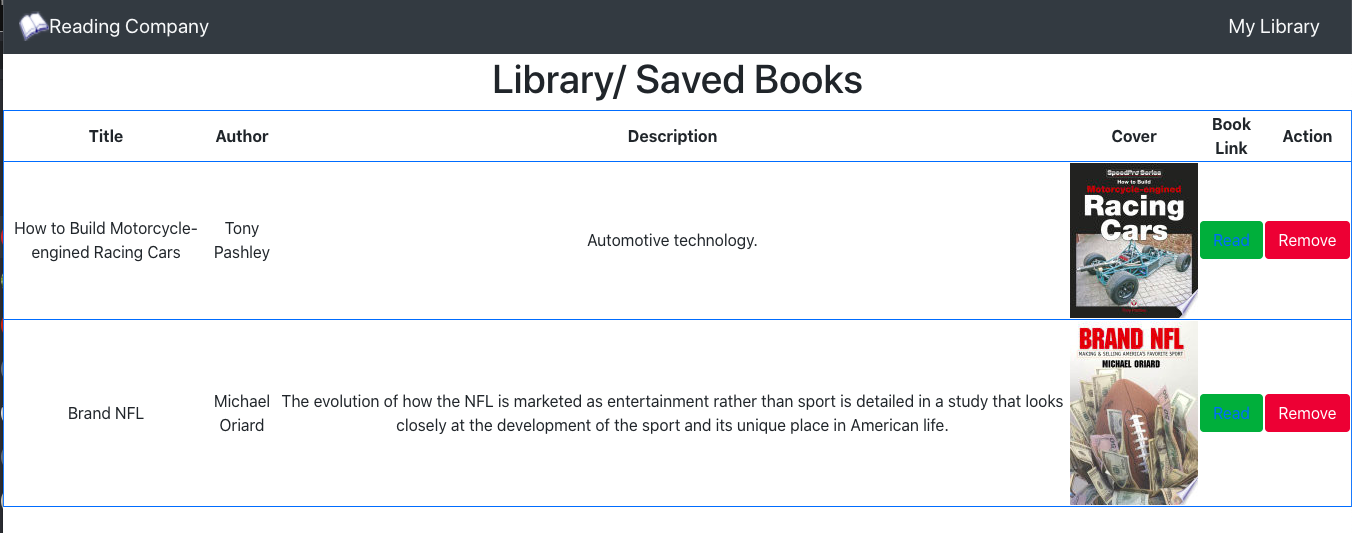 Reading Company
My Library
Library/ Saved Books
Title
Author
Description
Cover
Book
Link
Action
How to Build Motorcycle-
engined Racing Cars
Tony
Pashley
Automotive technology.
SpeedPro Series
How to Build
Motorcycle-engined
Racing
Cars
Read
Remove
Brand NFL
Michael
Oriard
The evolution of how the NFL is marketed as entertainment rather than sport is detailed in a study that looks
closely at the development of the sport and its unique place in American life.
BRAND NFL
MAKING & SELLING AMERICA'S FAVORITE SPORT
MICHAEL ORIARD
Read
Remove